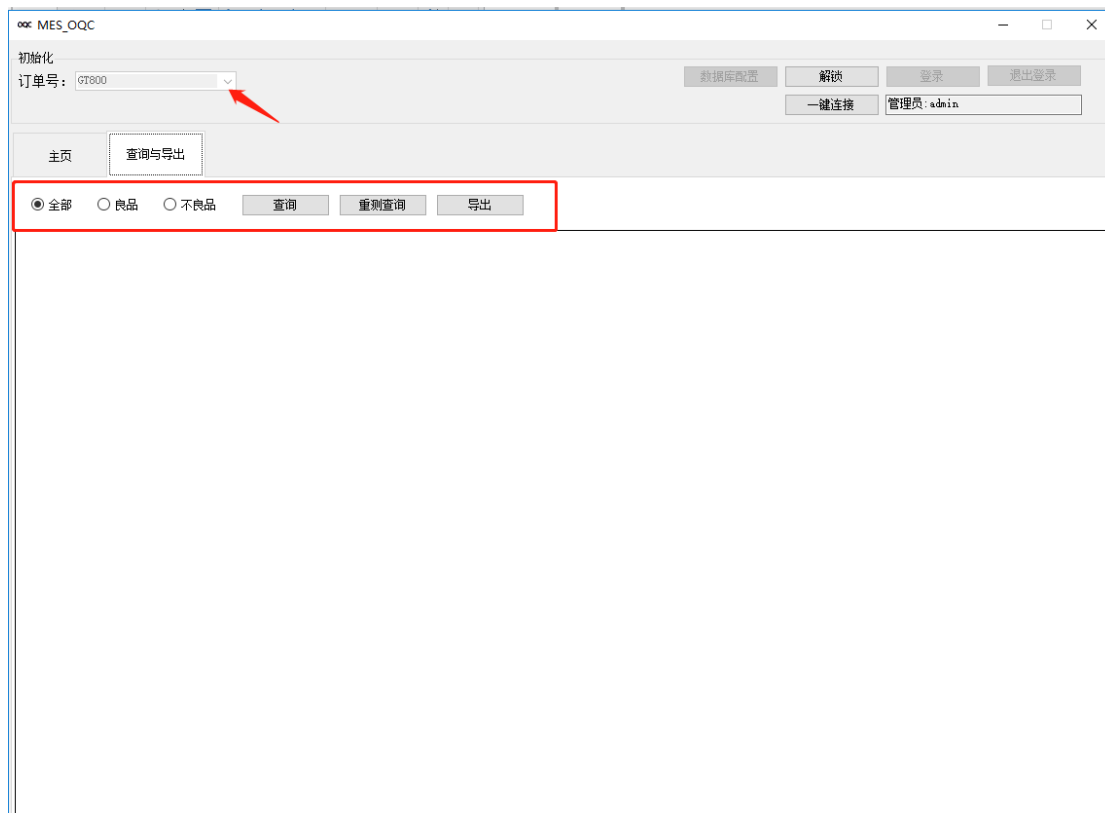 OQC MES_OQC
初始化
订单号： GT800
数据库配置 解锁 登录 退出登录
一键连接 管理员:admin
主页 查询与导出
全部 良品 不良品 查询 重测查询 导出